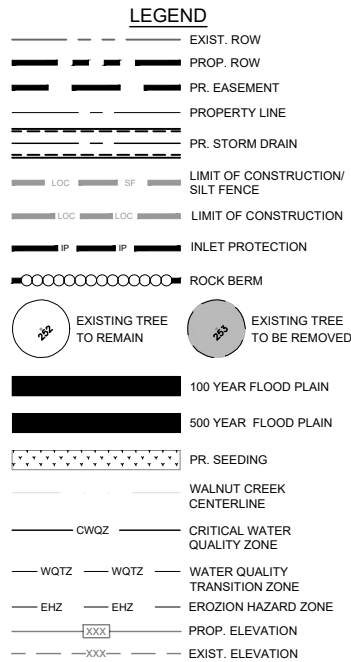 LEGEND
EXIST. ROW
PROP. ROW
PR. EASEMENT
PROPERTY LINE
PR. STORM DRAIN
LOC SF LIMIT OF CONSTRUCTION/
SILT FENCE
LOC LOC LIMIT OF CONSTRUCTION
IP IP INLET PROTECTION
ROCK BERM
252 EXISTING TREE
TO REMAIN
253 EXISTING TREE
TO BE REMOVED
100 YEAR FLOOD PLAIN
500 YEAR FLOOD PLAIN
PR. SEEDING
WALNUT CREEK
CENTERLINE
CWQZ CRITICAL WATER
QUALITY ZONE
WQTZ WQTZ WATER QUALITY
TRANSITION ZONE
EHZ EHZ EROZION HAZARD ZONE
XXX PROP. ELEVATION
XXX EXIST. ELEVATION